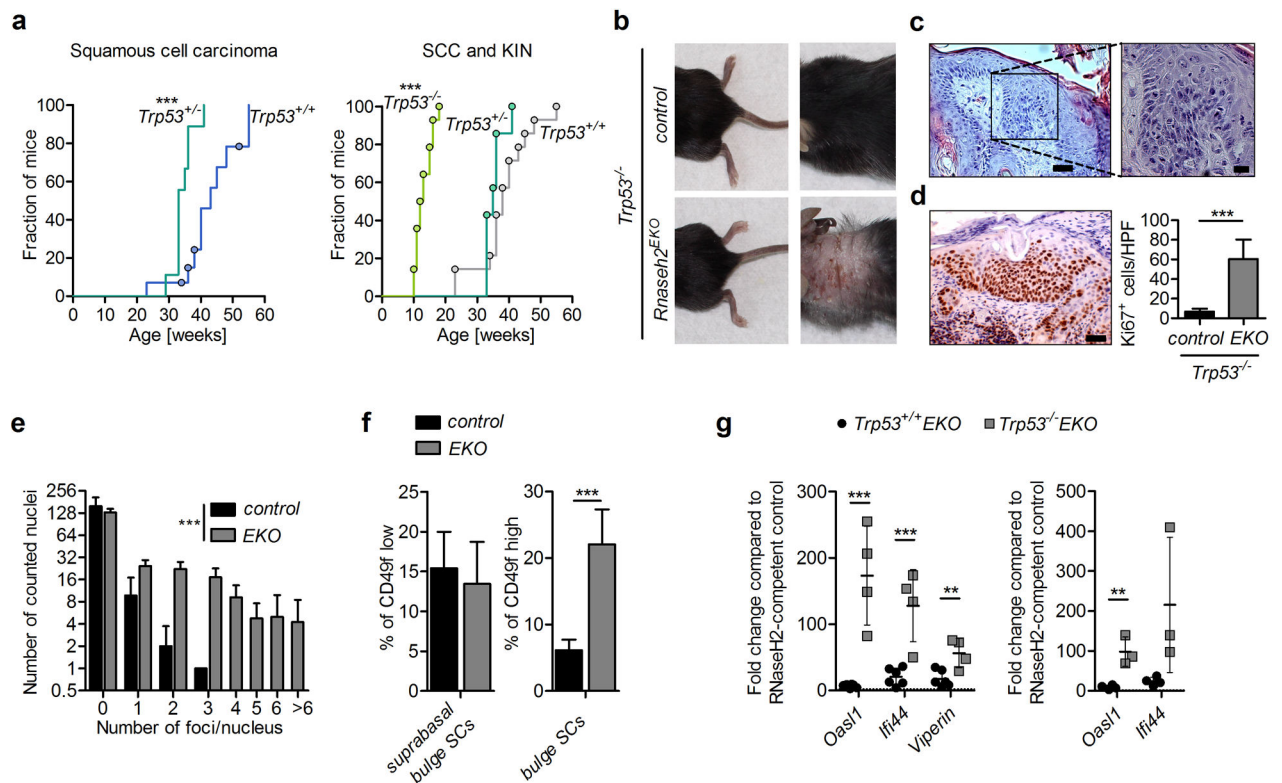 a
Squamous cell carcinoma
Fraction of mice
100
80
60
40
20
0
***
Trp53+/-
Trp53+/+
0 10 20 30 40 50 60
Age [weeks]
SCC and KIN
Fraction of mice
100
80
60
40
20
0
***
Trp53-/-
Trp53+/-
Trp53+/+
0 10 20 30 40 50 60
Age [weeks]
b
Trp53-/-
control
Rnaseh2EKO
c
d
Ki67+ cells/HPF
100
80
60
40
20
0
***
control EKO
Trp53-/-
e
Number of counted nuclei
256
128
32
16
8
4
2
1
0.5
***
control
EKO
0 1 2 3 4 5 6 >6
Number of foci/nucleus
f
control
EKO
% of CD49f low
25
20
15
10
5
0
suprabasal
bulge SCs
% of CD49f high
30
20
10
0
***
bulge SCs
g
Trp53+/+EKO
Trp53-/-EKO
Fold change compared to
RNaseH2-competent control
300
200
100
0
***
***
**
Oasl1
Ifi44
Viperin
Fold change compared to
RNaseH2-competent control
500
400
300
200
100
0
**
Oasl1
Ifi44